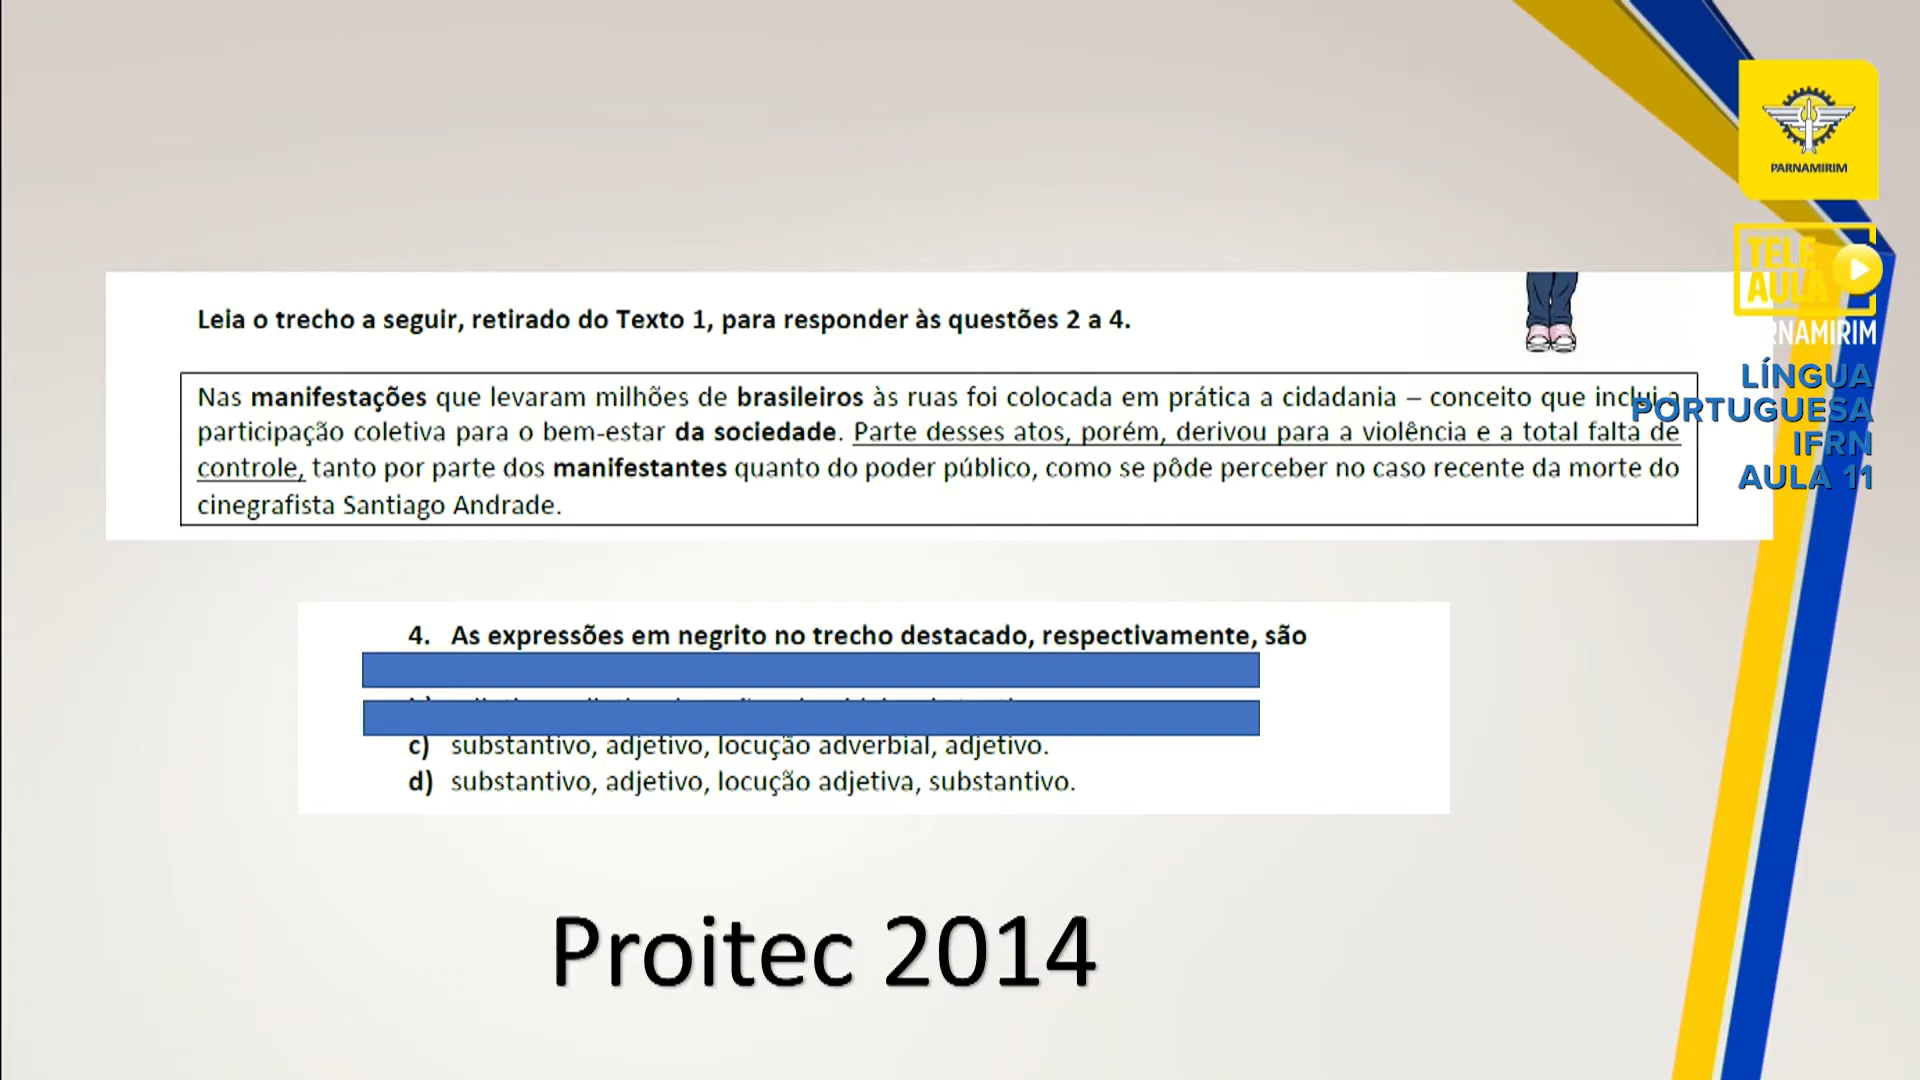 PARNAMIRIM
TELE
AULA
RNAMIRIM
LÍNGUA
PORTUGUESA
IFRN
AULA 11
Leia o trecho a seguir, retirado do Texto 1, para responder às questões 2 a 4.
Nas manifestações que levaram milhões de brasileiros às ruas foi colocada em prática a cidadania – conceito que inclui a
participação coletiva para o bem-estar da sociedade. Parte desses atos, porém, derivou para a violência e a total falta de
controle, tanto por parte dos manifestantes quanto do poder público, como se pôde perceber no caso recente da morte do
cinegrafista Santiago Andrade.
4. As expressões em negrito no trecho destacado, respectivamente, são
c) substantivo, adjetivo, locução adverbial, adjetivo.
d) substantivo, adjetivo, locução adjetiva, substantivo.
Proitec 2014